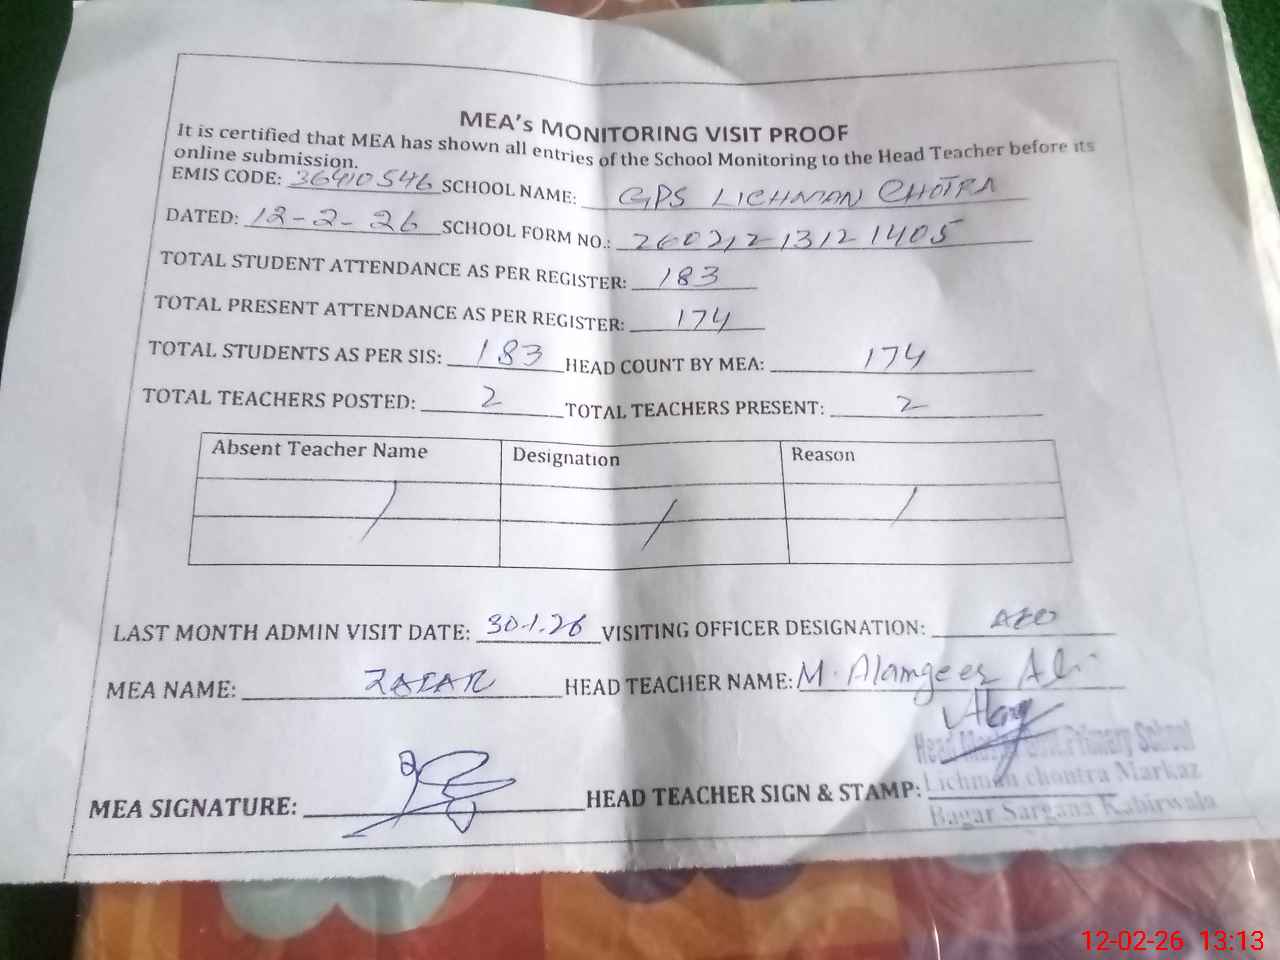 MEA's MONITORING VISIT PROOF
It is certified that MEA has shown all entries of the School Monitoring to the Head Teacher before its
online submission.
EMIS CODE: 36410546 SCHOOL NAME: GPS LICHMAN CHOTRA
DATED: 12-2-26 SCHOOL FORM NO.: 26021213121405
TOTAL STUDENT ATTENDANCE AS PER REGISTER: 183
TOTAL PRESENT ATTENDANCE AS PER REGISTER: 174
TOTAL STUDENTS AS PER SIS: 183 HEAD COUNT BY MEA: 174
TOTAL TEACHERS POSTED: 2 TOTAL TEACHERS PRESENT: 2
Absent Teacher Name Designation Reason
/ / /
LAST MONTH ADMIN VISIT DATE: 30.1.26 VISITING OFFICER DESIGNATION: AEO
MEA NAME: ZAFAR HEAD TEACHER NAME: M. Alamgeer Ali
Head Master Govt.Primary School
MEA SIGNATURE: HEAD TEACHER SIGN & STAMP: Lichman chontra Markaz
Bagar Sargana Kabirwala
12-02-26 13:13